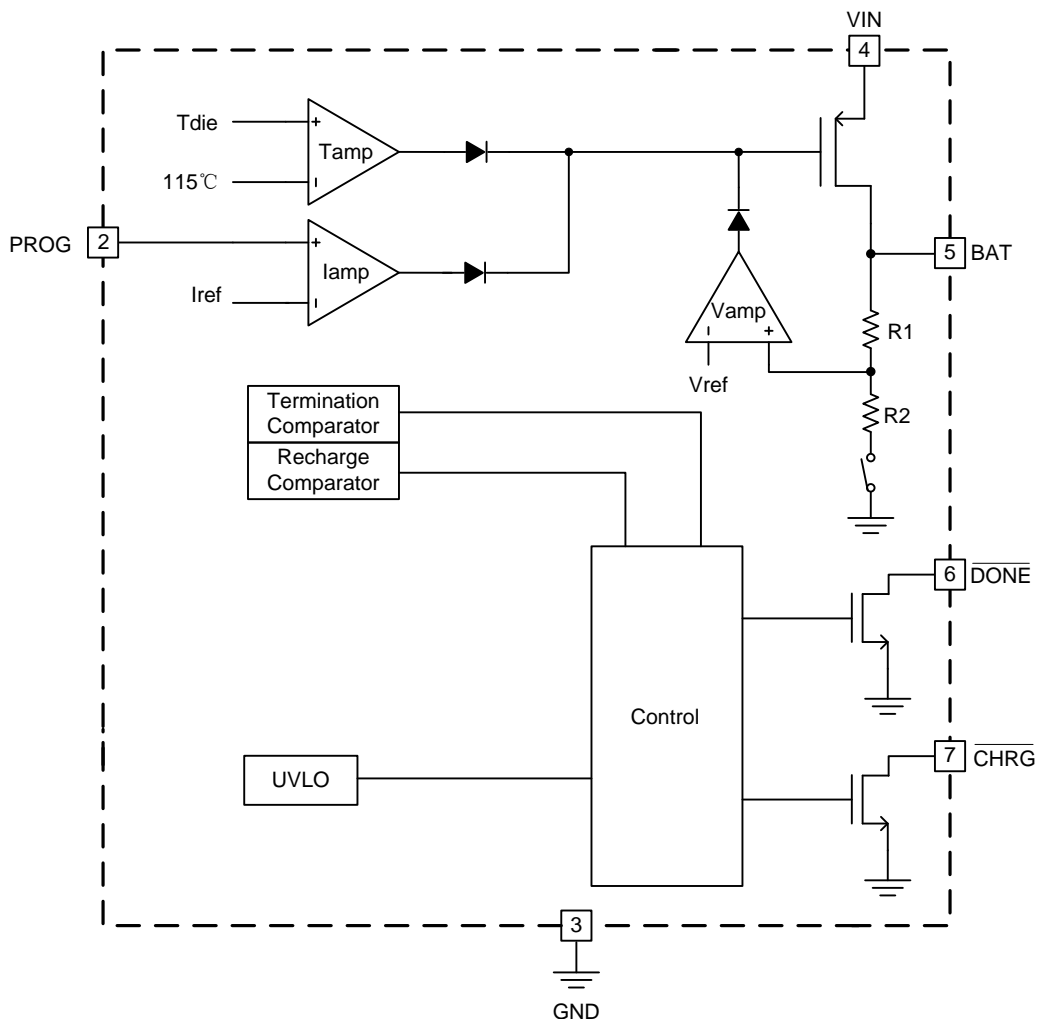 VIN
4
Tdie
+
Tamp
115℃
-
PROG
2
+
Iamp
Iref
-
5
BAT
Vamp
-
+
R1
Vref
R2
Termination
Comparator
Recharge
Comparator
6
DONE
Control
7
CHRG
UVLO
3
GND